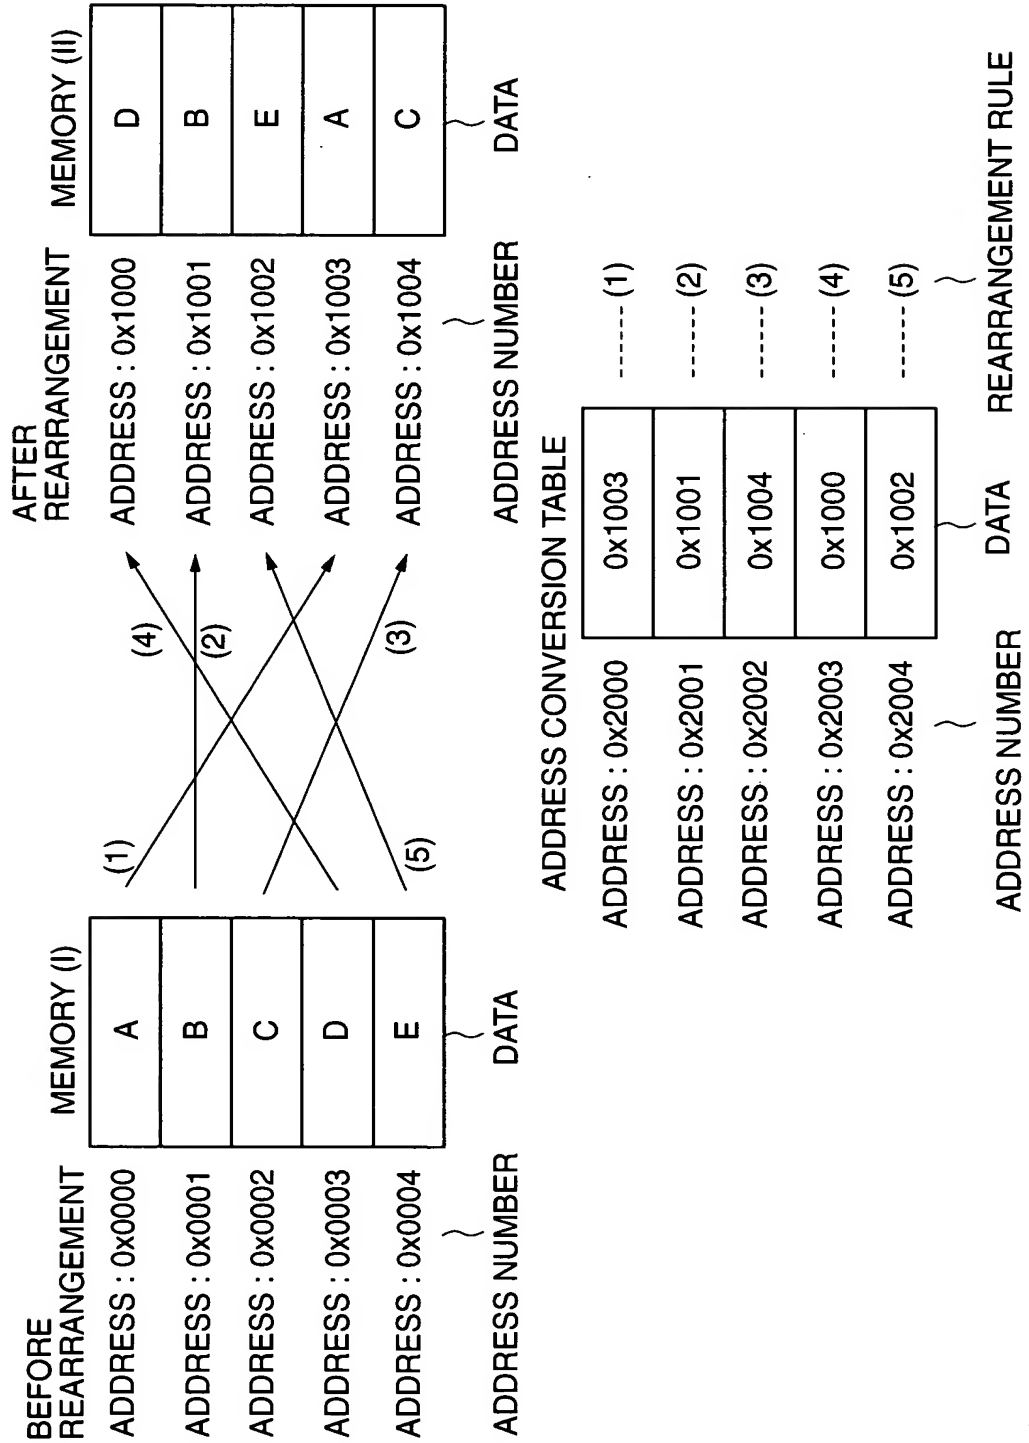 BEFORE
REARRANGEMENT
MEMORY (I)
ADDRESS : 0x0000
A
ADDRESS : 0x0001
B
ADDRESS : 0x0002
C
ADDRESS : 0x0003
D
ADDRESS : 0x0004
E
ADDRESS NUMBER
DATA
(1)
(5)
(4)
(2)
(3)
AFTER
REARRANGEMENT
MEMORY (II)
ADDRESS : 0x1000
D
ADDRESS : 0x1001
B
ADDRESS : 0x1002
E
ADDRESS : 0x1003
A
ADDRESS : 0x1004
C
ADDRESS NUMBER
DATA
ADDRESS CONVERSION TABLE
ADDRESS : 0x2000
0x1003
(1)
ADDRESS : 0x2001
0x1001
(2)
ADDRESS : 0x2002
0x1004
(3)
ADDRESS : 0x2003
0x1000
(4)
ADDRESS : 0x2004
0x1002
(5)
ADDRESS NUMBER
DATA
REARRANGEMENT RULE